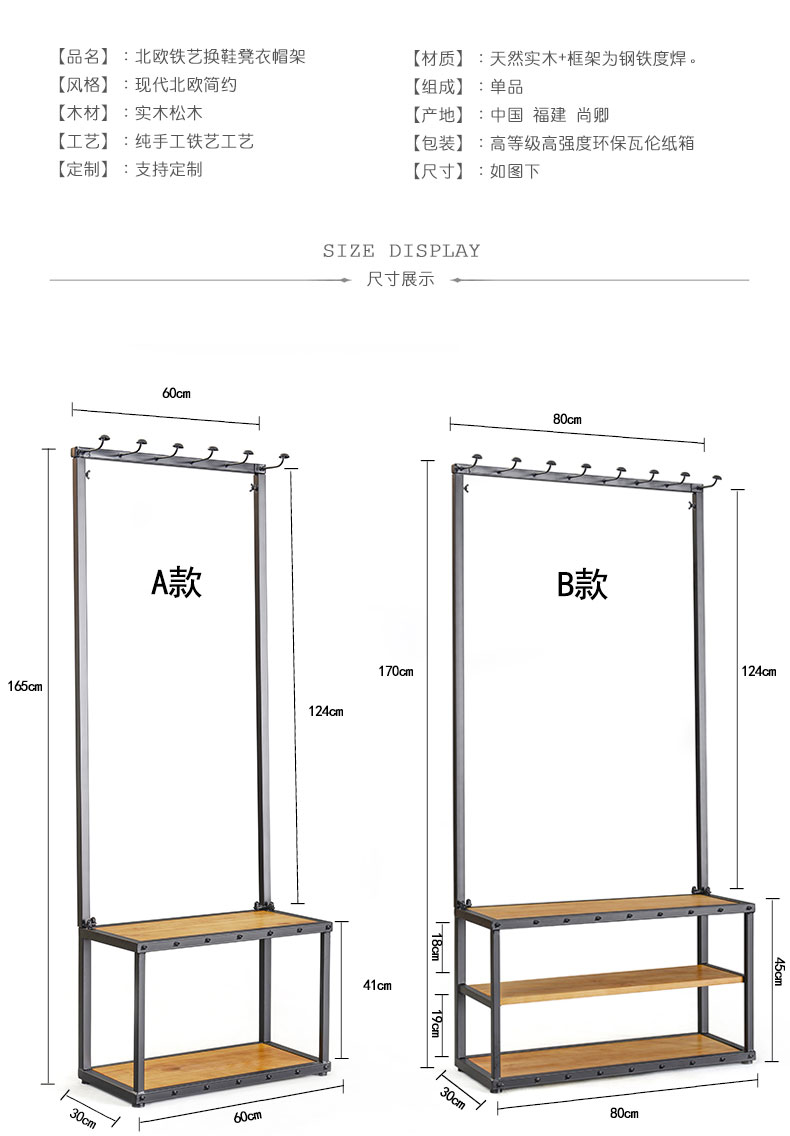 【品名】：北欧铁艺换鞋凳衣帽架
【风格】：现代北欧简约
【木材】：实木松木
【工艺】：纯手工铁艺工艺
【定制】：支持定制
【材质】：天然实木+框架为钢铁度焊。
【组成】：单品
【产地】：中国 福建 尚卿
【包装】：高等级高强度环保瓦伦纸箱
【尺寸】：如图下
SIZE DISPLAY
尺寸展示
60cm
A款
165cm
124cm
41cm
30cm
60cm
80cm
B款
170cm
124cm
18cm
19cm
45cm
30cm
80cm